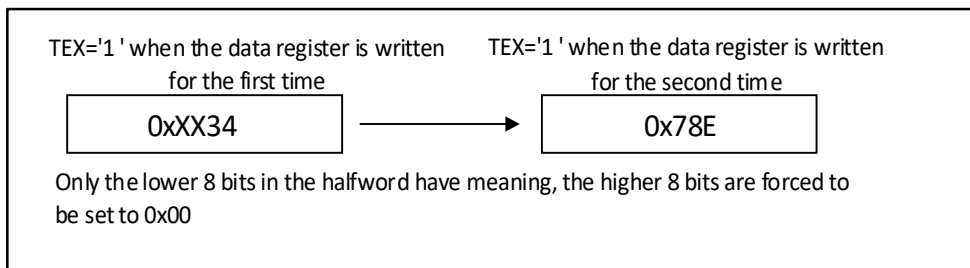 TEX='1 ' when the data register is written
for the first time
TEX='1 ' when the data register is written
for the second time
0xXX34
0x78E
Only the lower 8 bits in the halfword have meaning, the higher 8 bits are forced to
be set to 0x00